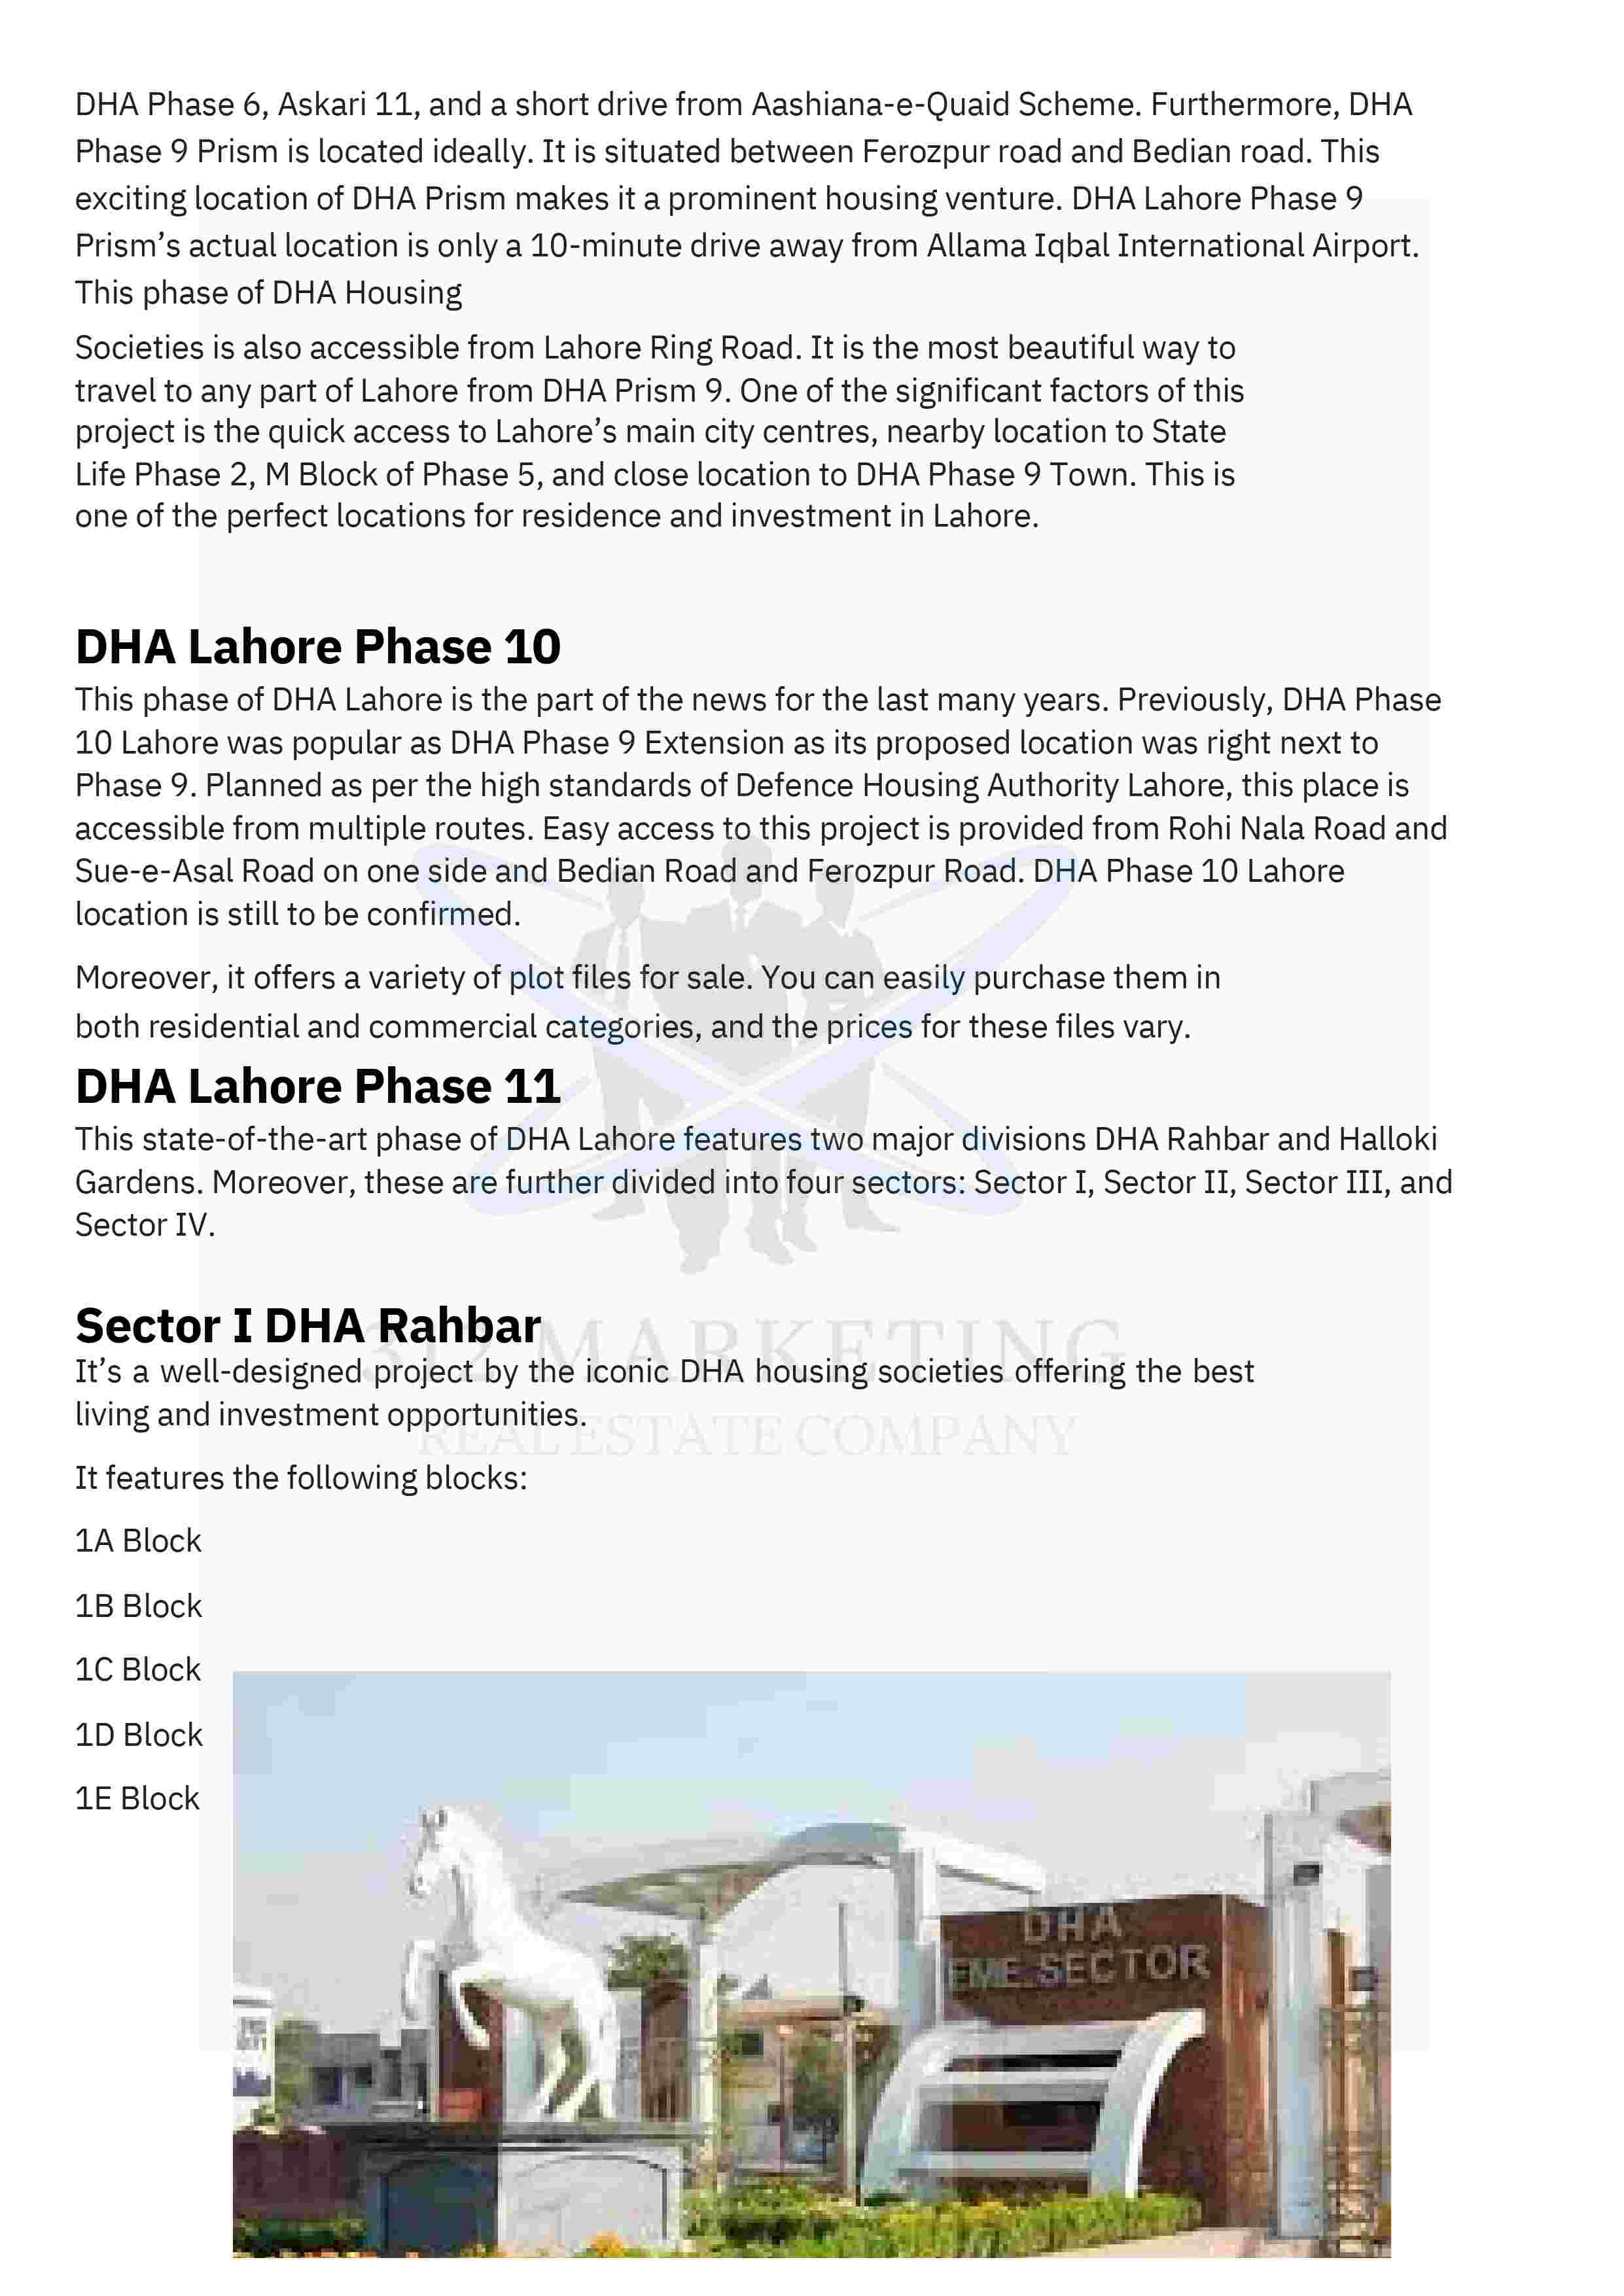 DHA Phase 6, Askari 11, and a short drive from Aashiana-e-Quaid Scheme. Furthermore, DHA
Phase 9 Prism is located ideally. It is situated between Ferozpur road and Bedian road. This
exciting location of DHA Prism makes it a prominent housing venture. DHA Lahore Phase 9
Prism’s actual location is only a 10-minute drive away from Allama Iqbal International Airport.
This phase of DHA Housing
Societies is also accessible from Lahore Ring Road. It is the most beautiful way to
travel to any part of Lahore from DHA Prism 9. One of the significant factors of this
project is the quick access to Lahore’s main city centres, nearby location to State
Life Phase 2, M Block of Phase 5, and close location to DHA Phase 9 Town. This is
one of the perfect locations for residence and investment in Lahore.
DHA Lahore Phase 10
This phase of DHA Lahore is the part of the news for the last many years. Previously, DHA Phase
10 Lahore was popular as DHA Phase 9 Extension as its proposed location was right next to
Phase 9. Planned as per the high standards of Defence Housing Authority Lahore, this place is
accessible from multiple routes. Easy access to this project is provided from Rohi Nala Road and
Sue-e-Asal Road on one side and Bedian Road and Ferozpur Road. DHA Phase 10 Lahore
location is still to be confirmed.
Moreover, it offers a variety of plot files for sale. You can easily purchase them in
both residential and commercial categories, and the prices for these files vary.
DHA Lahore Phase 11
This state-of-the-art phase of DHA Lahore features two major divisions DHA Rahbar and Halloki
Gardens. Moreover, these are further divided into four sectors: Sector I, Sector II, Sector III, and
Sector IV.
Sector I DHA Rahbar
312 MARKETING
It’s a well-designed project by the iconic DHA housing societies offering the best
living and investment opportunities.
REAL ESTATE COMPANY
It features the following blocks:
1A Block
1B Block
1C Block
1D Block
1E Block
DHA
EME SECTOR